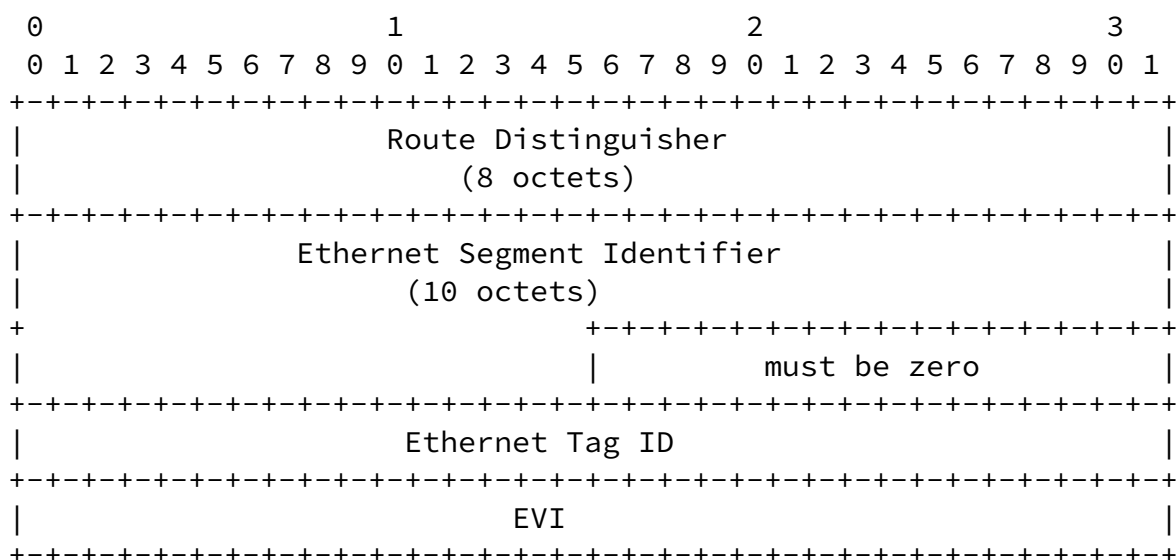 0                   1                   2                   3
 0 1 2 3 4 5 6 7 8 9 0 1 2 3 4 5 6 7 8 9 0 1 2 3 4 5 6 7 8 9 0 1
+-+-+-+-+-+-+-+-+-+-+-+-+-+-+-+-+-+-+-+-+-+-+-+-+-+-+-+-+-+-+-+-+
|                    Route Distinguisher                        |
|                        (8 octets)                             |
+-+-+-+-+-+-+-+-+-+-+-+-+-+-+-+-+-+-+-+-+-+-+-+-+-+-+-+-+-+-+-+-+
|               Ethernet Segment Identifier                     |
|                     (10 octets)                               |
+                               +-+-+-+-+-+-+-+-+-+-+-+-+-+-+-+-+
|                               |         must be zero          |
+-+-+-+-+-+-+-+-+-+-+-+-+-+-+-+-+-+-+-+-+-+-+-+-+-+-+-+-+-+-+-+-+
|                     Ethernet Tag ID                           |
+-+-+-+-+-+-+-+-+-+-+-+-+-+-+-+-+-+-+-+-+-+-+-+-+-+-+-+-+-+-+-+-+
|                           EVI                                 |
+-+-+-+-+-+-+-+-+-+-+-+-+-+-+-+-+-+-+-+-+-+-+-+-+-+-+-+-+-+-+-+-+